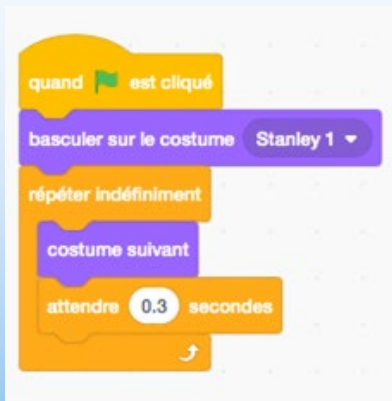 quand est cliqué
basculer sur le costume Stanley 1
répéter indéfiniment
costume suivant
attendre 0.3 secondes